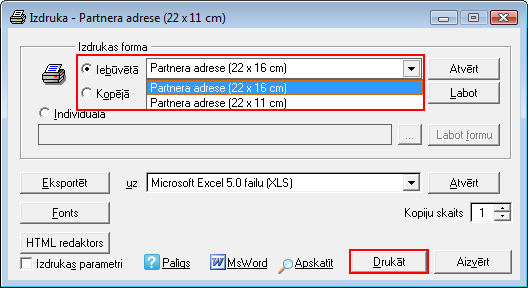 Izdruka - Partnera adrese (22 x 11 cm)
Izdrukas forma
Iebūvētā
Partnera adrese (22 x 16 cm)
Atvērt
Kopējā
Partnera adrese (22 x 16 cm)
Partnera adrese (22 x 11 cm)
Labot
Individuālā
...
Labot formu
Eksportēt
uz
Microsoft Excel 5.0 failu (XLS)
Atvērt
Fonts
Kopiju skaits
1
HTML redaktors
Izdrukas parametri
Palīgs
MsWord
Apskatīt
Drukāt
Aizvērt